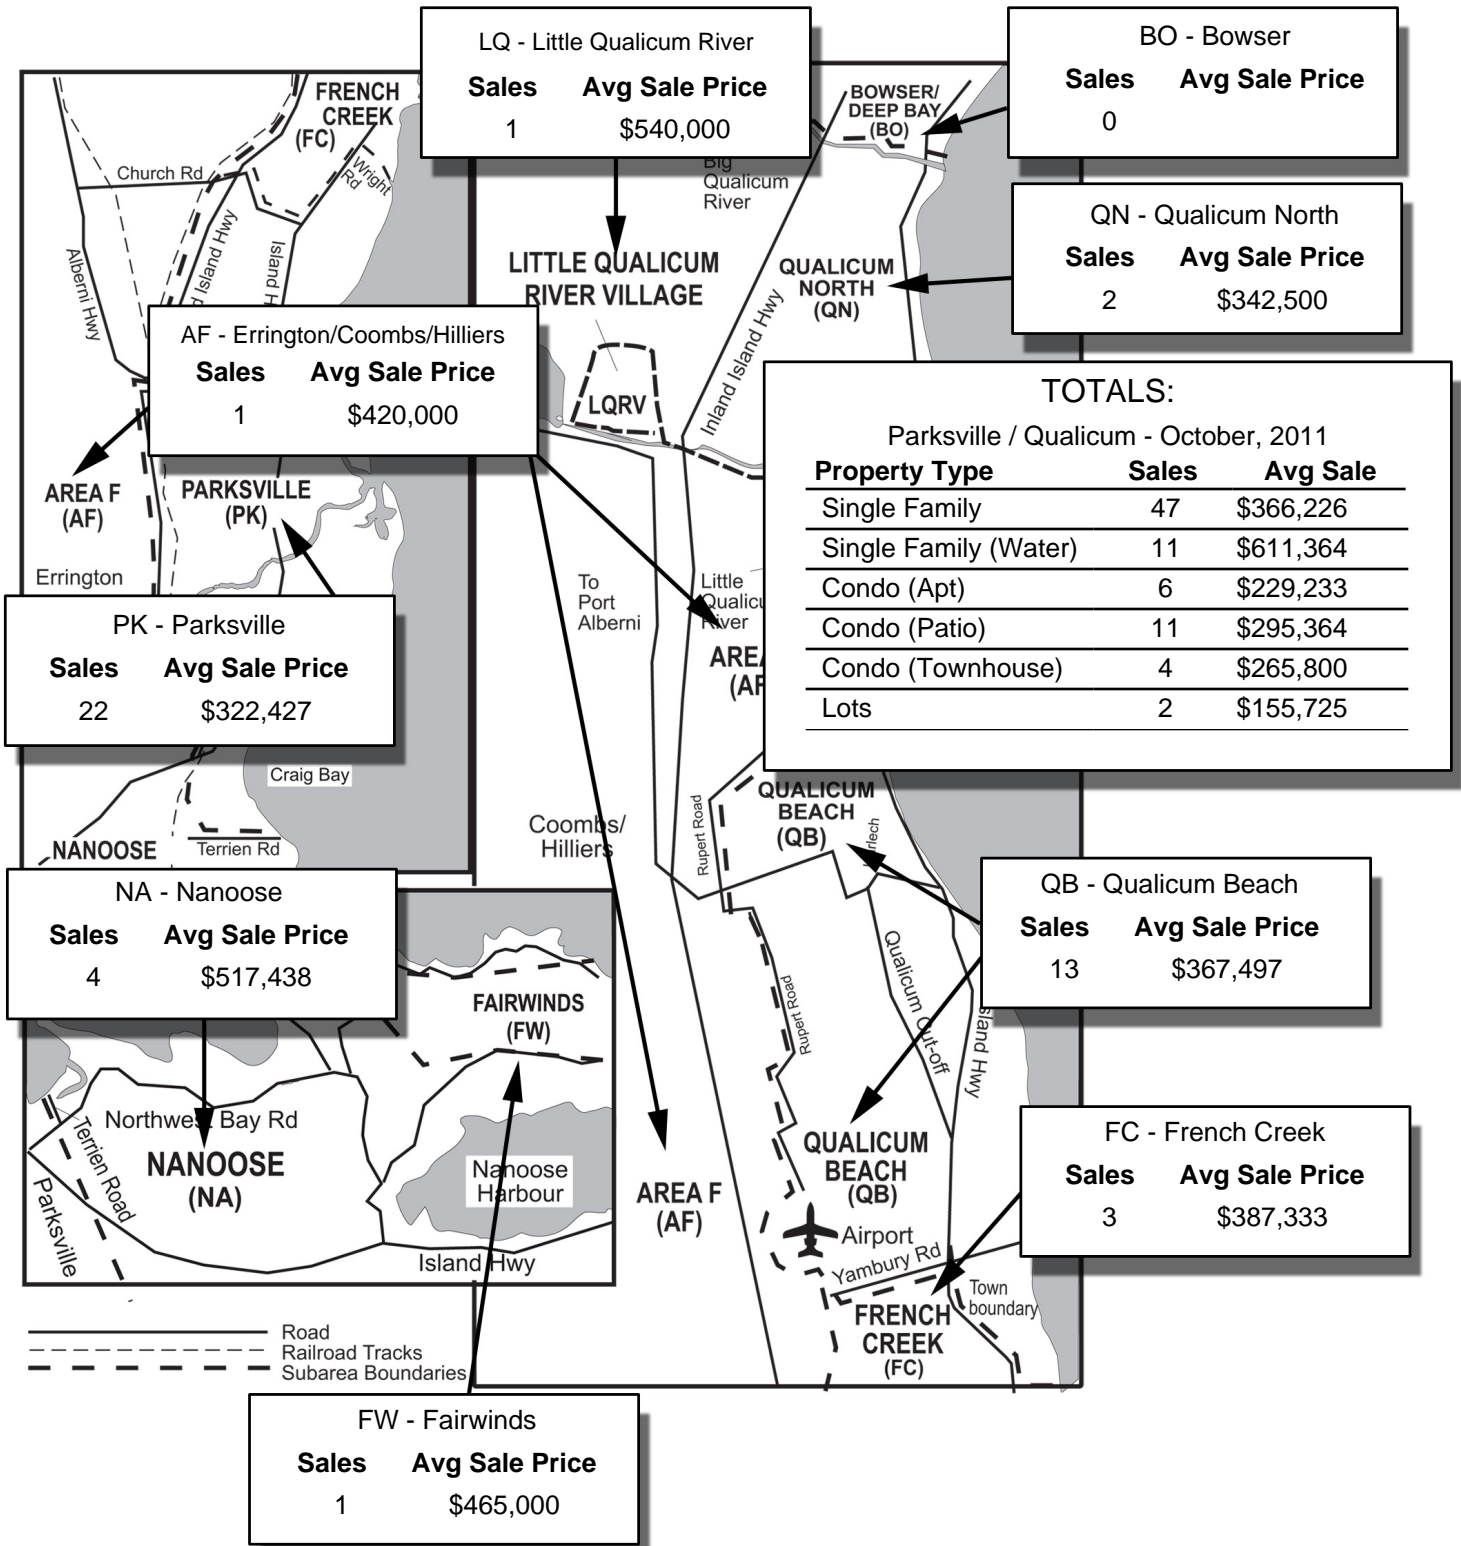 LQ - Little Qualicum River
Sales Avg Sale Price
1 $540,000
BO - Bowser
Sales Avg Sale Price
0
FRENCH
CREEK
(FC)
Church Rd
Wright
Rd
Alberni Hwy
d Island Hwy
Island H
Big
Qualicum
River
BOWSER/
DEEP BAY
(BO)
QN - Qualicum North
Sales Avg Sale Price
2 $342,500
LITTLE QUALICUM
RIVER VILLAGE
QUALICUM
NORTH
(QN)
Inland Island Hwy
LQRV
AF - Errington/Coombs/Hilliers
Sales Avg Sale Price
1 $420,000
TOTALS:
Parksville / Qualicum - October, 2011
Property Type Sales Avg Sale
Single Family 47 $366,226
Single Family (Water) 11 $611,364
Condo (Apt) 6 $229,233
Condo (Patio) 11 $295,364
Condo (Townhouse) 4 $265,800
Lots 2 $155,725
AREA F
(AF)
PARKSVILLE
(PK)
Errington
To
Port
Alberni
Little
Qualicu
River
AREA
(AF
PK - Parksville
Sales Avg Sale Price
22 $322,427
Craig Bay
Terrien Rd
NANOOSE
Coombs/
Hilliers
Rupert Road
QUALICUM
BEACH
(QB)
NA - Nanoose
Sales Avg Sale Price
4 $517,438
QB - Qualicum Beach
Sales Avg Sale Price
13 $367,497
Qualicum Cut-off
sland Hwy
Rupert Road
FAIRWINDS
(FW)
Northwest Bay Rd
NANOOSE
(NA)
Terrien Road
Parksville
Nanoose
Harbour
Island Hwy
AREA F
(AF)
QUALICUM
BEACH
(QB)
Airport
Yambury Rd
FC - French Creek
Sales Avg Sale Price
3 $387,333
Town
boundary
FRENCH
CREEK
(FC)
Road
Railroad Tracks
Subarea Boundaries
FW - Fairwinds
Sales Avg Sale Price
1 $465,000